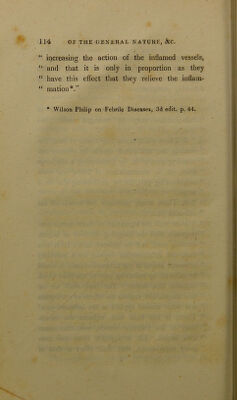 114 OF THE GENERAL NATURE, &C.
“ increasing the action of the inflamed vessels,
“ and that it is only in proportion as they
“ have this effect that they relieve the inflam-
“ mation*.”
* Wilson Philip on Febrile Diseases, 3d edit. p. 44.